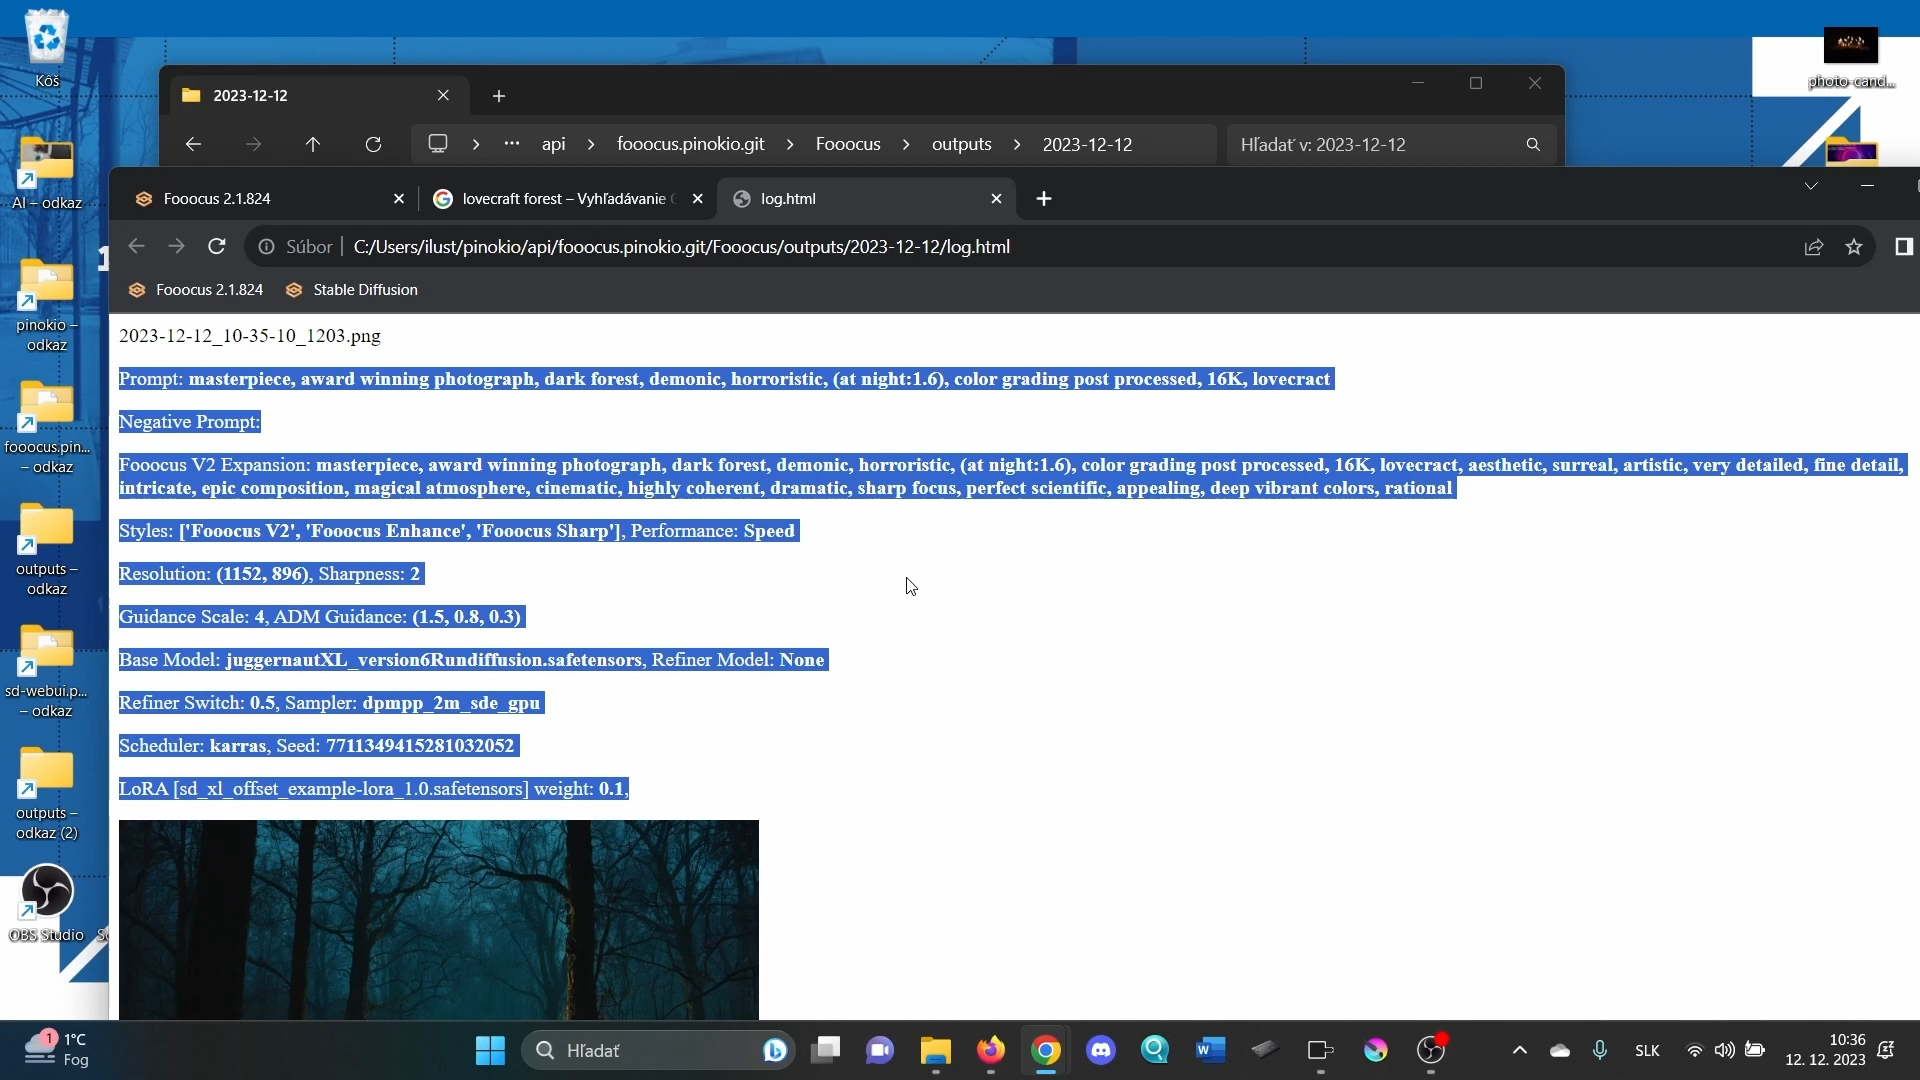 Kôš
photo-cand...
2023-12-12
api
fooocus.pinokio.git
Fooocus
outputs
2023-12-12
Hľadať v: 2023-12-12
AI – odkaz
Fooocus 2.1.824
lovecraft forest – Vyhľadávanie G
log.html
Súbor
C:/Users/ilust/pinokio/api/fooocus.pinokio.git/Fooocus/outputs/2023-12-12/log.html
Fooocus 2.1.824
Stable Diffusion
pinokio –
odkaz
2023-12-12_10-35-10_1203.png
Prompt: masterpiece, award winning photograph, dark forest, demonic, horroristic, (at night:1.6), color grading post processed, 16K, lovecract
Negative Prompt:
fooocus.pin...
– odkaz
Fooocus V2 Expansion: masterpiece, award winning photograph, dark forest, demonic, horroristic, (at night:1.6), color grading post processed, 16K, lovecract, aesthetic, surreal, artistic, very detailed, fine detail,
intricate, epic composition, magical atmosphere, cinematic, highly coherent, dramatic, sharp focus, perfect scientific, appealing, deep vibrant colors, rational
Styles: ['Fooocus V2', 'Fooocus Enhance', 'Fooocus Sharp'], Performance: Speed
outputs –
odkaz
Resolution: (1152, 896), Sharpness: 2
Guidance Scale: 4, ADM Guidance: (1.5, 0.8, 0.3)
Base Model: juggernautXL_version6Rundiffusion.safetensors, Refiner Model: None
sd-webui.p...
– odkaz
Refiner Switch: 0.5, Sampler: dpmpp_2m_sde_gpu
Scheduler: karras, Seed: 7711349415281032052
LoRA [sd_xl_offset_example-lora_1.0.safetensors] weight: 0.1,
outputs –
odkaz (2)
OBS Studio
1
1°C
Fog
Hľadať
SLK
10:36
12. 12. 2023